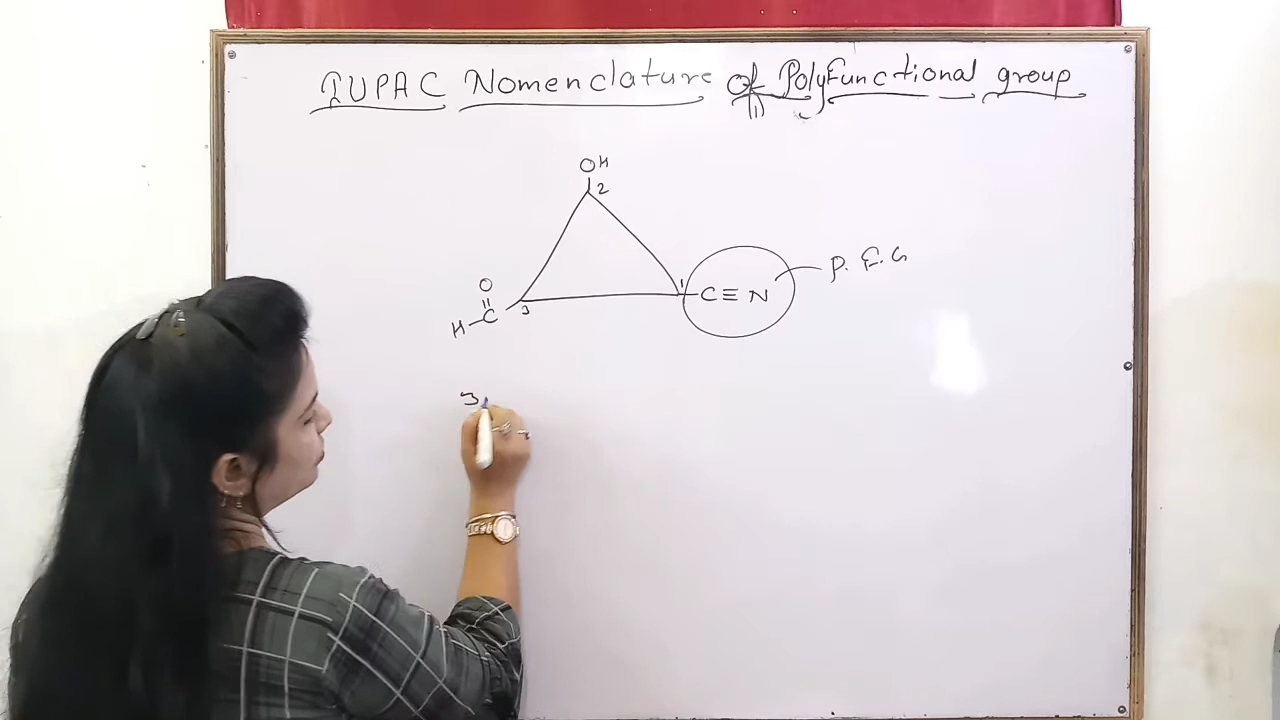 IUPAC Nomenclature of PolyFunctional group
OH
2
1
C≡N
P. F. G
O
H-C
3
3,